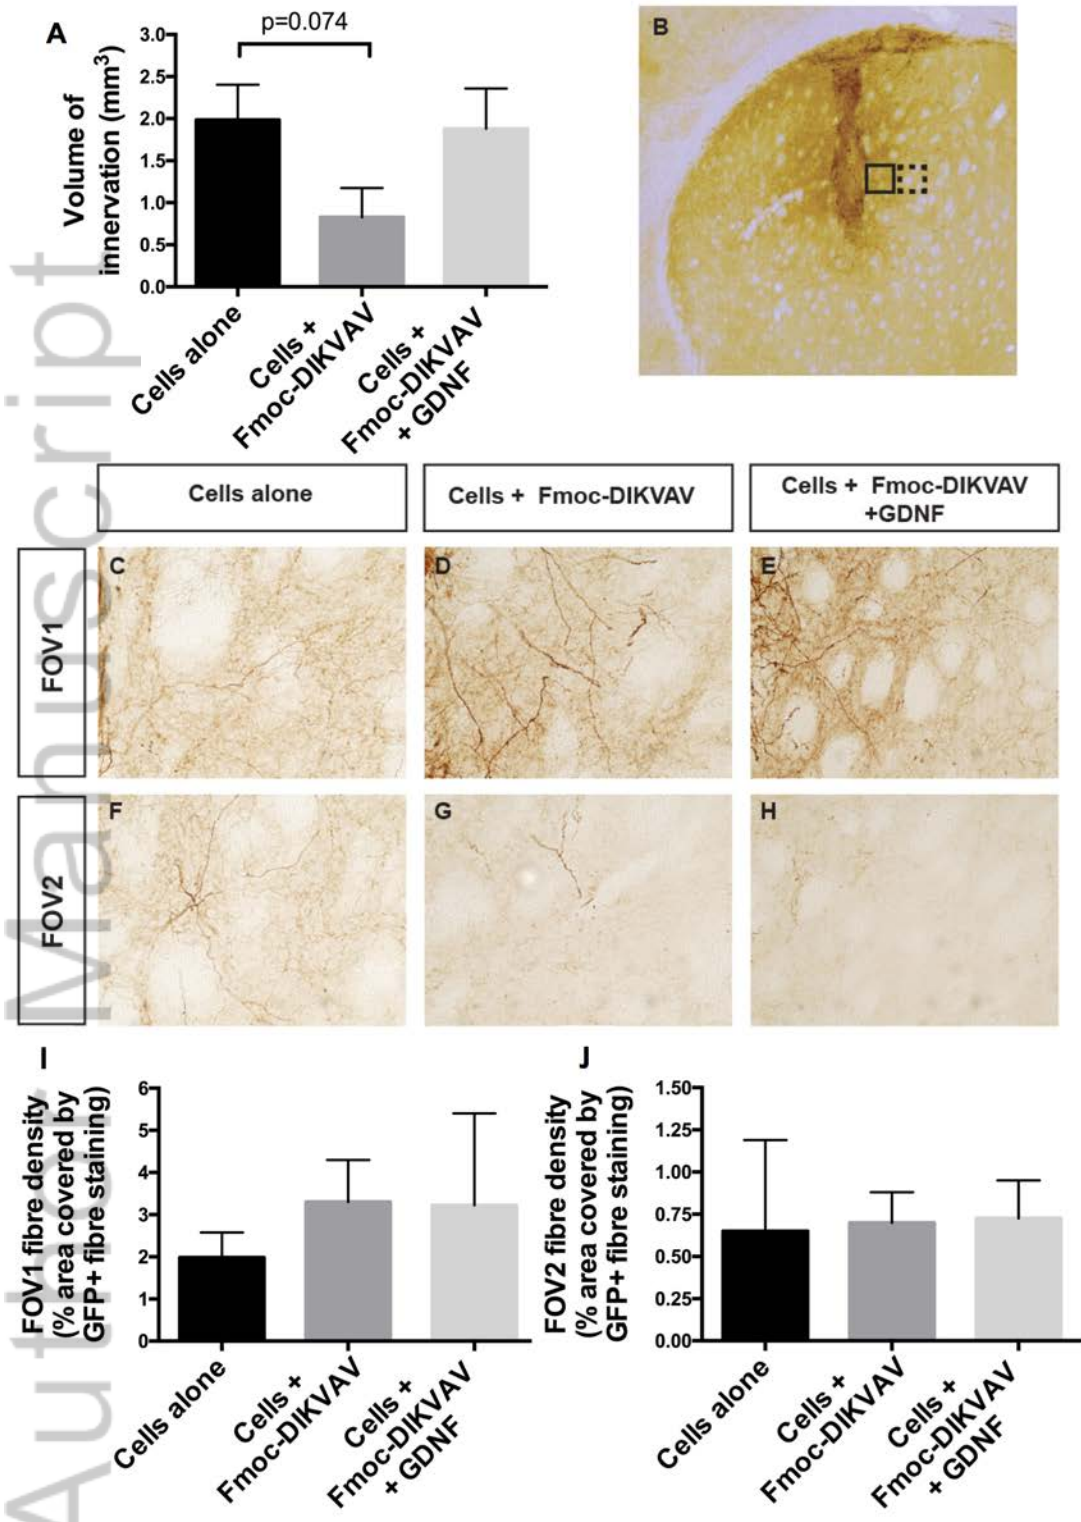 A
p=0.074
Volume of
innervation (mm³)
3.0
2.5
2.0
1.5
1.0
0.5
0.0
Cells alone
Cells +
Fmoc-DIKVAV
Cells +
Fmoc-DIKVAV
+ GDNF
B
Cells alone
Cells + Fmoc-DIKVAV
Cells + Fmoc-DIKVAV
+GDNF
FOV1
C
D
E
FOV2
F
G
H
I
FOV1 fibre density
(% area covered by
GFP+ fibre staining)
6
5
4
3
2
1
0
Cells alone
Cells +
Fmoc-DIKVAV
Cells +
Fmoc-DIKVAV
+ GDNF
J
FOV2 fibre density
(% area covered by
GFP+ fibre staining)
1.50
1.25
1.00
0.75
0.50
0.25
0.00
Cells alone
Cells +
Fmoc-DIKVAV
Cells +
Fmoc-DIKVAV
+ GDNF
Author Manuscript